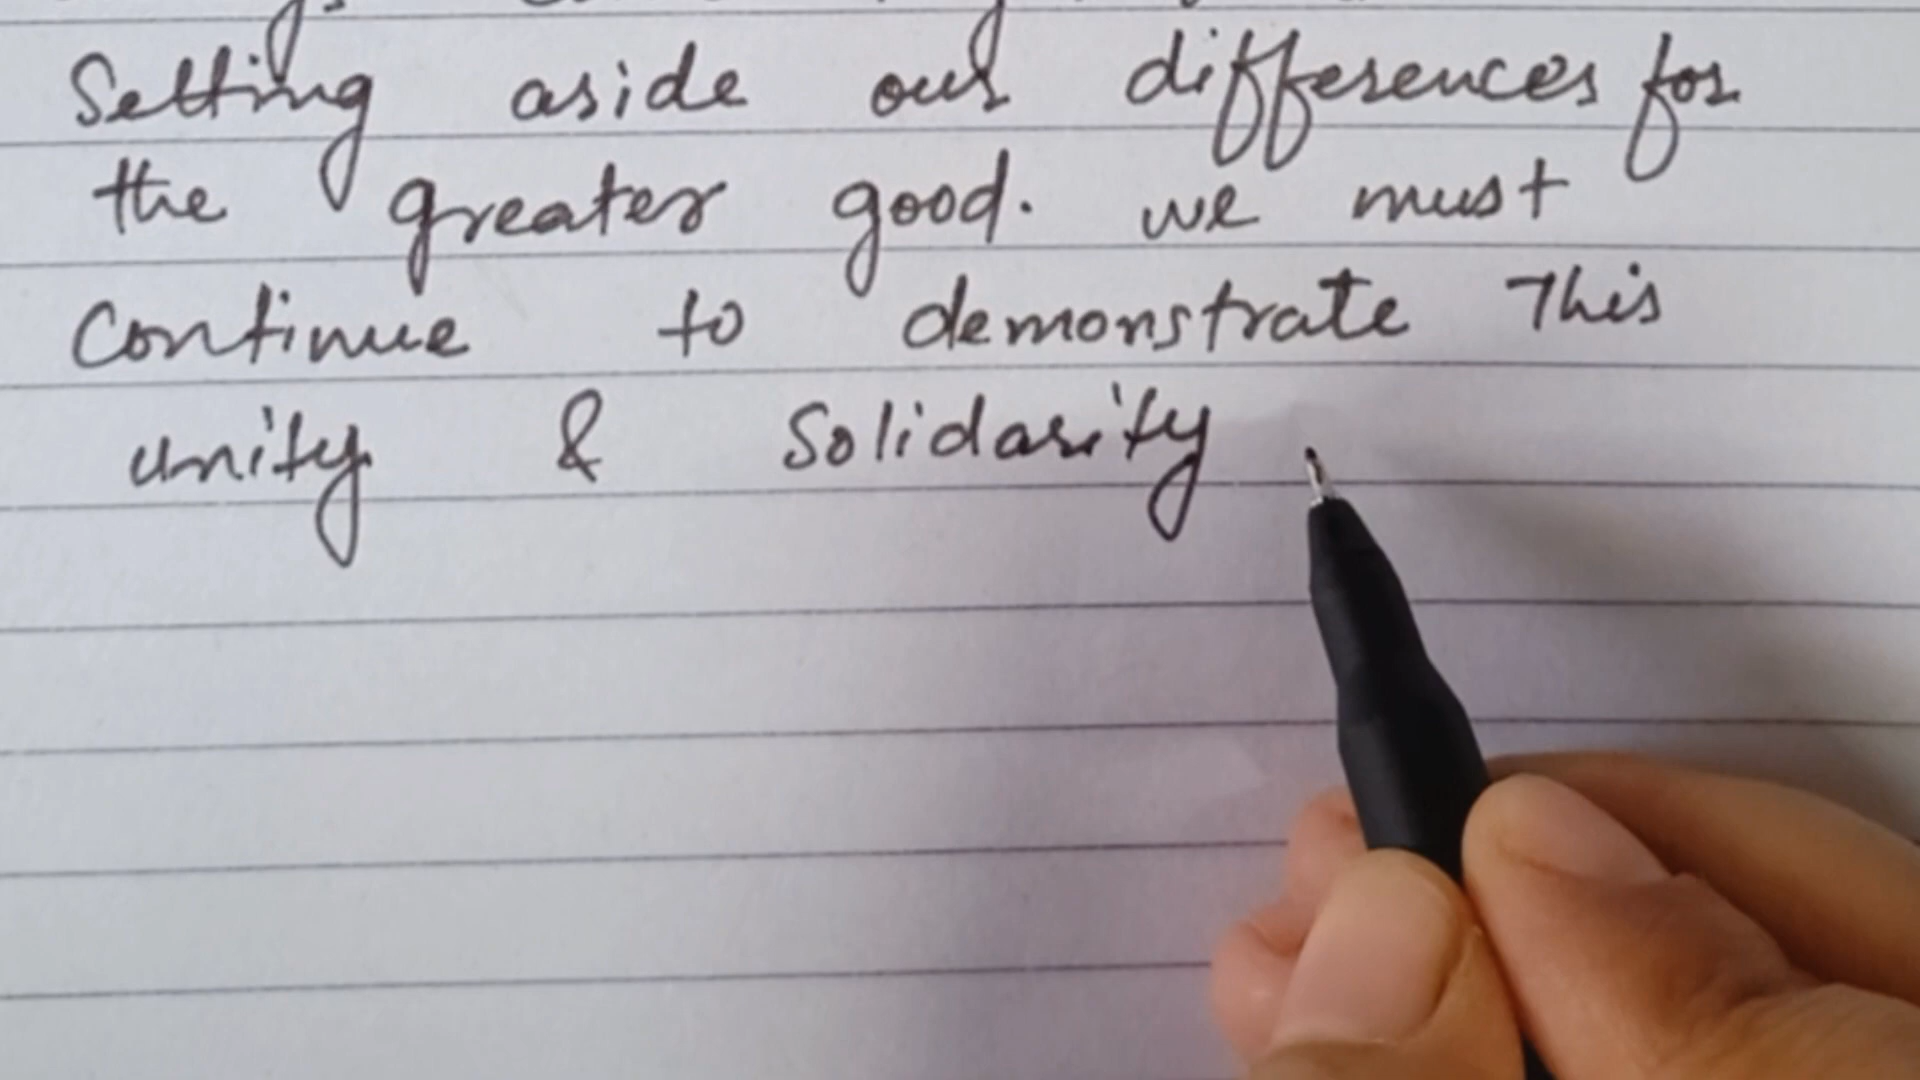 Setting aside our differences for
the greater good. we must
Continue to demonstrate This
unity & Solidarity